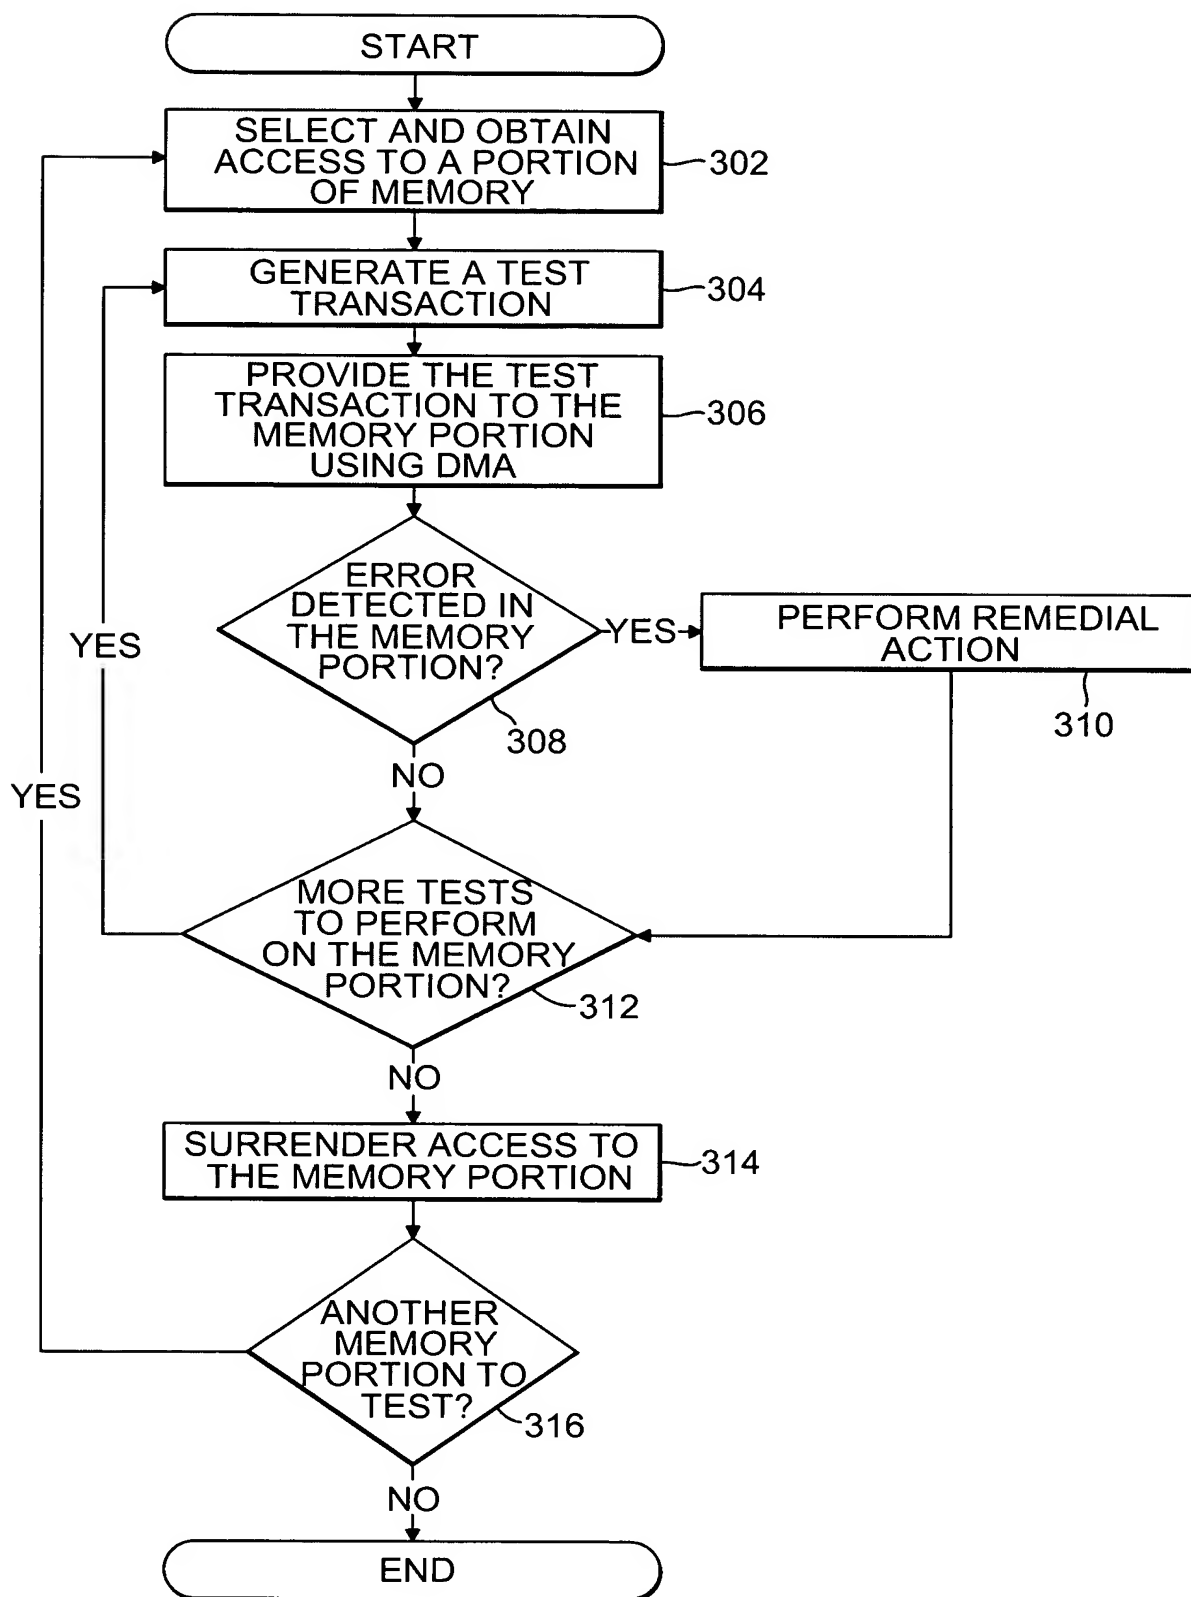 START
SELECT AND OBTAIN
ACCESS TO A PORTION
OF MEMORY
302
GENERATE A TEST
TRANSACTION
304
PROVIDE THE TEST
TRANSACTION TO THE
MEMORY PORTION
USING DMA
306
ERROR
DETECTED IN
THE MEMORY
PORTION?
308
YES
PERFORM REMEDIAL
ACTION
310
YES
NO
YES
MORE TESTS
TO PERFORM
ON THE MEMORY
PORTION?
312
NO
SURRENDER ACCESS TO
THE MEMORY PORTION
314
ANOTHER
MEMORY
PORTION TO
TEST?
316
NO
END